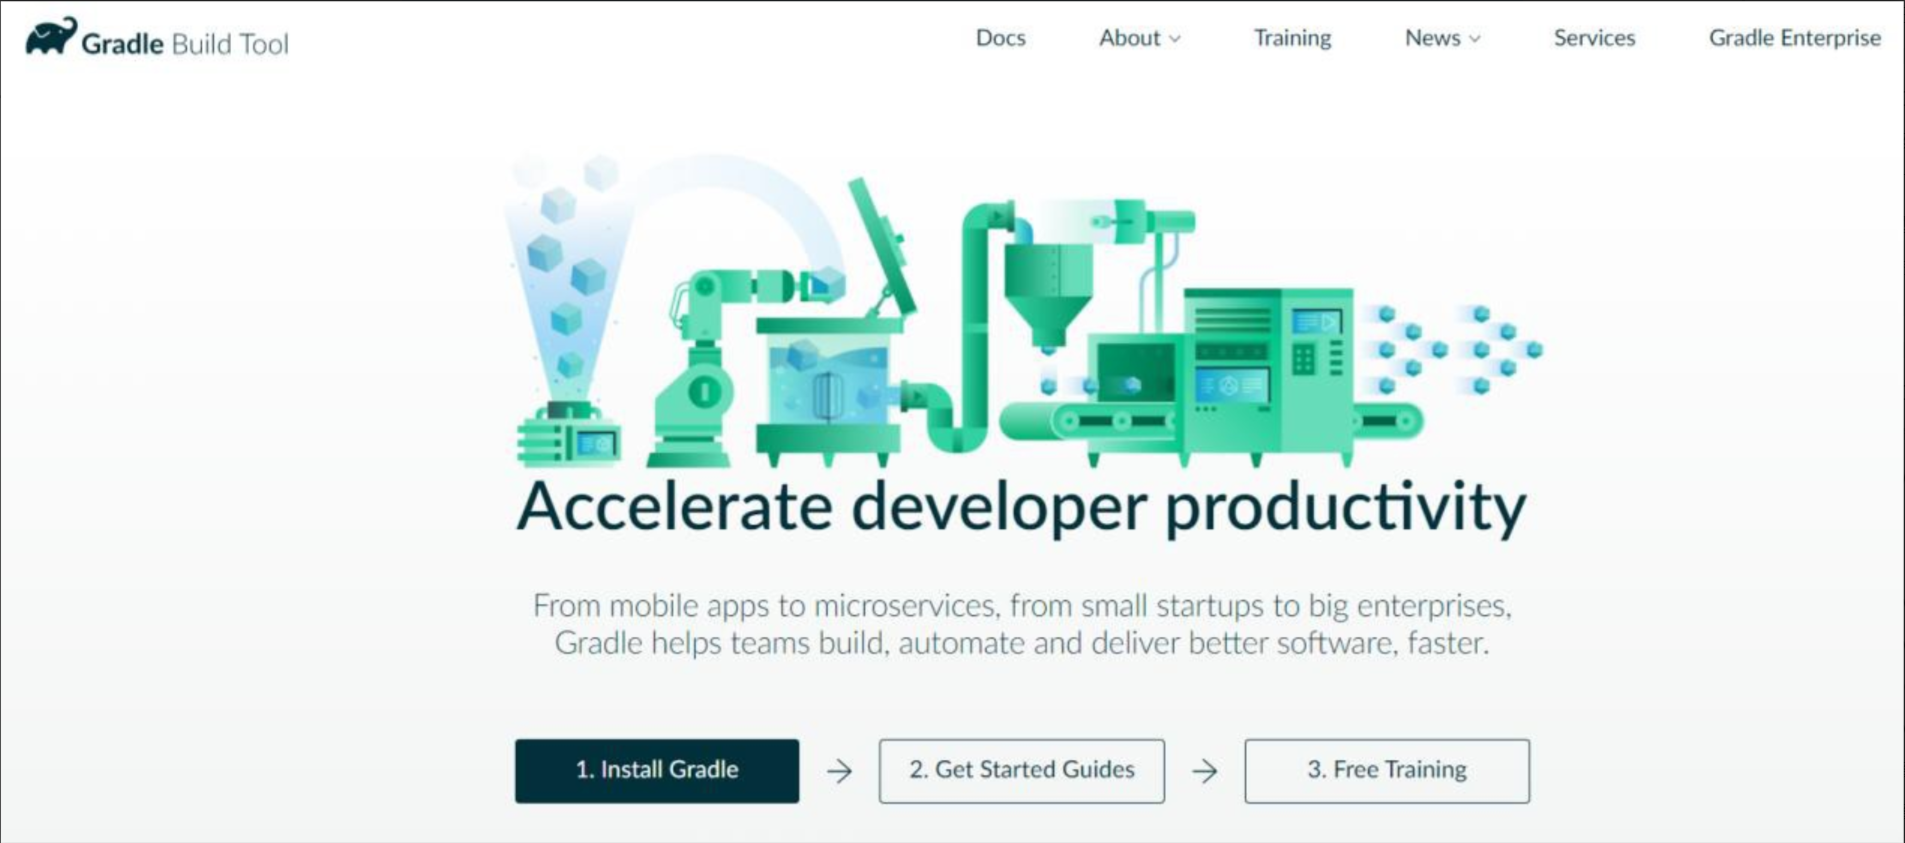 Gradle Build Tool
Docs
About
Training
News
Services
Gradle Enterprise
Accelerate developer productivity
From mobile apps to microservices, from small startups to big enterprises,
Gradle helps teams build, automate and deliver better software, faster.
1. Install Gradle
2. Get Started Guides
3. Free Training